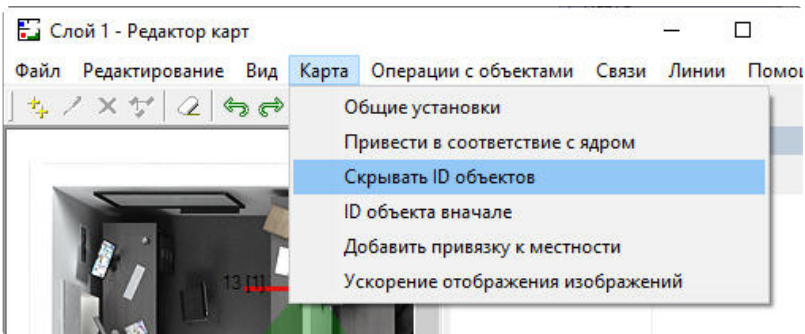 Слой 1 - Редактор карт
Файл Редактирование Вид Карта Операции с объектами Связи Линии
Общие установки
Привести в соответствие с ядром
Скрывать ID объектов
ID объекта вначале
Добавить привязку к местности
Ускорение отображения изображений
13 [1]